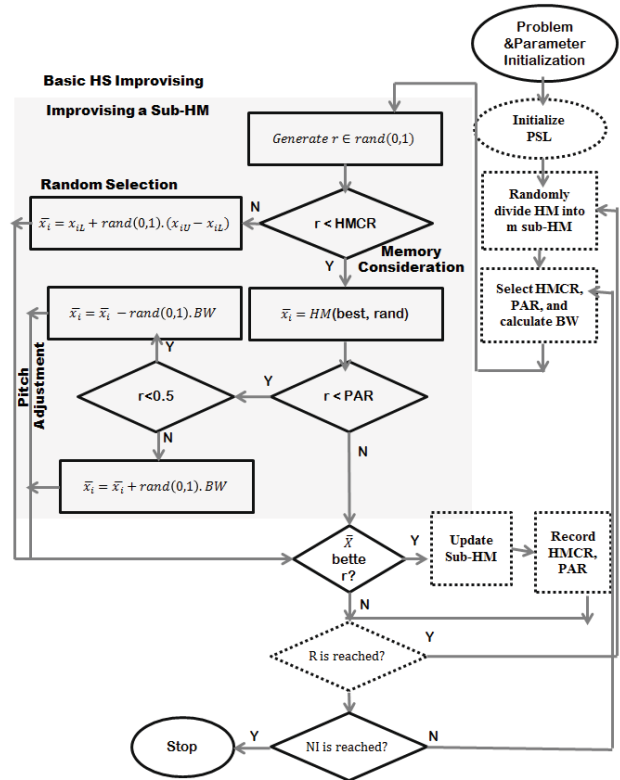 Problem
&Parameter
Initialization
Basic HS Improvising
Improvising a Sub-HM
Initialize
PSL
Generate r ∈ rand(0,1)
Random Selection
N
r < HMCR
x̄ᵢ = xᵢL + rand(0,1).(xᵢU − xᵢL)
Randomly
divide HM into
m sub-HM
Y
Memory
Consideration
Select HMCR,
PAR, and
calculate BW
x̄ᵢ = x̄ᵢ − rand(0,1).BW
x̄ᵢ = HM(best, rand)
Y
Pitch
Adjustment
r<0.5
Y
r < PAR
N
N
x̄ᵢ = x̄ᵢ + rand(0,1).BW
X̄
bette
r?
Y
Update
Sub-HM
Record
HMCR,
PAR
N
R is reached?
Y
Stop
Y
NI is reached?
N